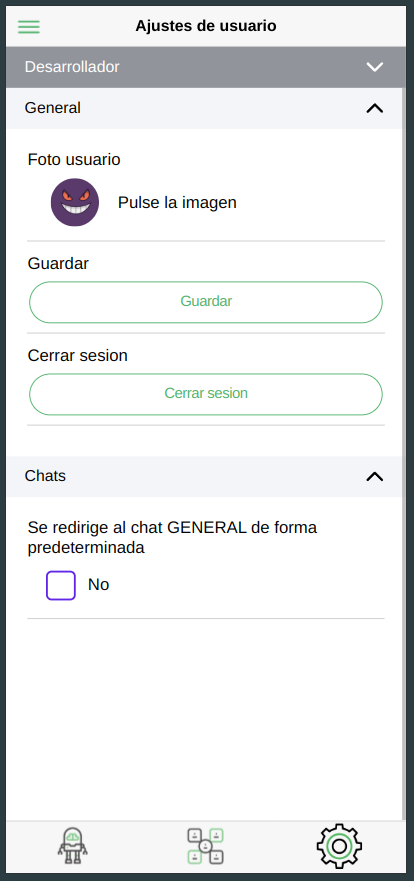 Ajustes de usuario
Desarrollador
General
Foto usuario
Pulse la imagen
Guardar
Guardar
Cerrar sesion
Cerrar sesion
Chats
Se redirige al chat GENERAL de forma
predeterminada
No